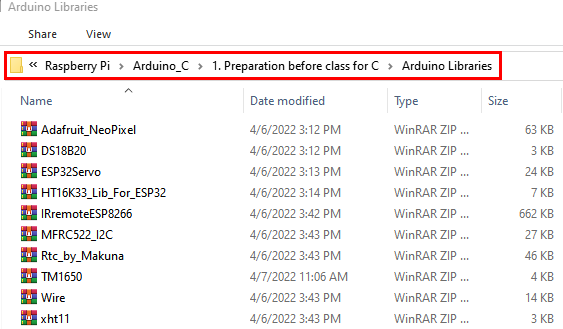 Arduino Libraries
Share View
« Raspberry Pi > Arduino_C > 1. Preparation before class for C > Arduino Libraries
Name Date modified Type Size
Adafruit_NeoPixel 4/6/2022 3:12 PM WinRAR ZIP ... 63 KB
DS18B20 4/6/2022 3:12 PM WinRAR ZIP ... 5 KB
ESP32Servo 4/6/2022 3:13 PM WinRAR ZIP ... 24 KB
HT16K33_Lib_For_ESP32 4/6/2022 3:14 PM WinRAR ZIP ... 7 KB
IRremoteESP8266 4/6/2022 3:42 PM WinRAR ZIP ... 662 KB
MFRC522_I2C 4/6/2022 3:43 PM WinRAR ZIP ... 27 KB
Rtc_by_Makuna 4/6/2022 3:43 PM WinRAR ZIP ... 46 KB
TM1650 4/7/2022 11:06 AM WinRAR ZIP ... 4 KB
Wire 4/6/2022 3:43 PM WinRAR ZIP ... 14 KB
xht11 4/6/2022 3:43 PM WinRAR ZIP ... 3 KB